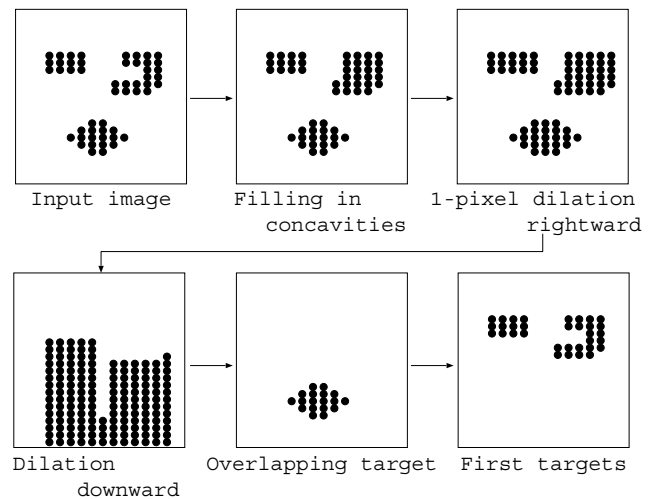 Input image
Filling in
concavities
1-pixel dilation
rightward
Dilation
downward
Overlapping target
First targets